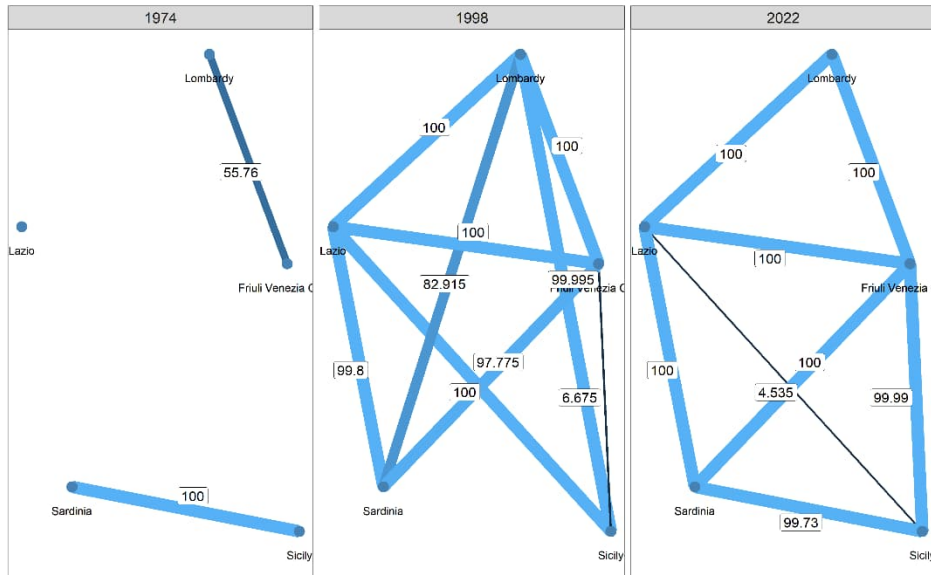 1974
Lombardy
55.76
Lazio
Friuli Venezia G
100
Sardinia
Sicily
1998
Lombardy
100
100
100
Lazio
99.995
Friuli Venezia G
82.915
97.775
99.8
100
6.675
Sardinia
Sicily
2022
Lombardy
100
100
Lazio
100
Friuli Venezia
100
100
4.535
99.99
Sardinia
99.73
Sicily